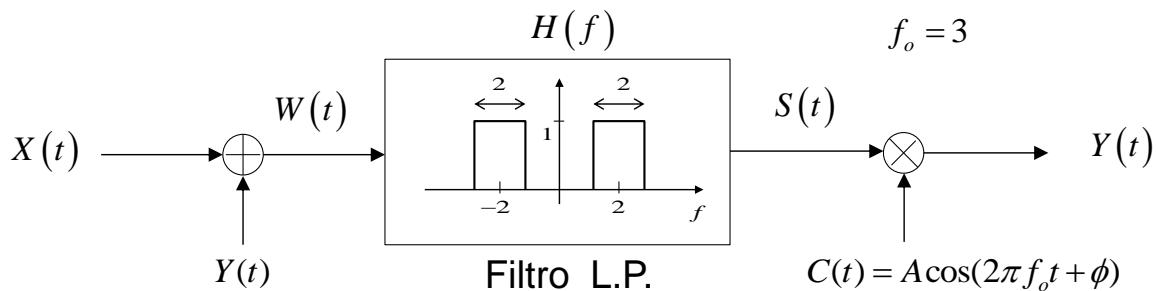 H(f)
f_o = 3
2 2
W(t)
S(t)
1
X(t)
Y(t)
−2 2 f
Y(t)
Filtro L.P.
C(t) = A cos(2πf_o t + ϕ)